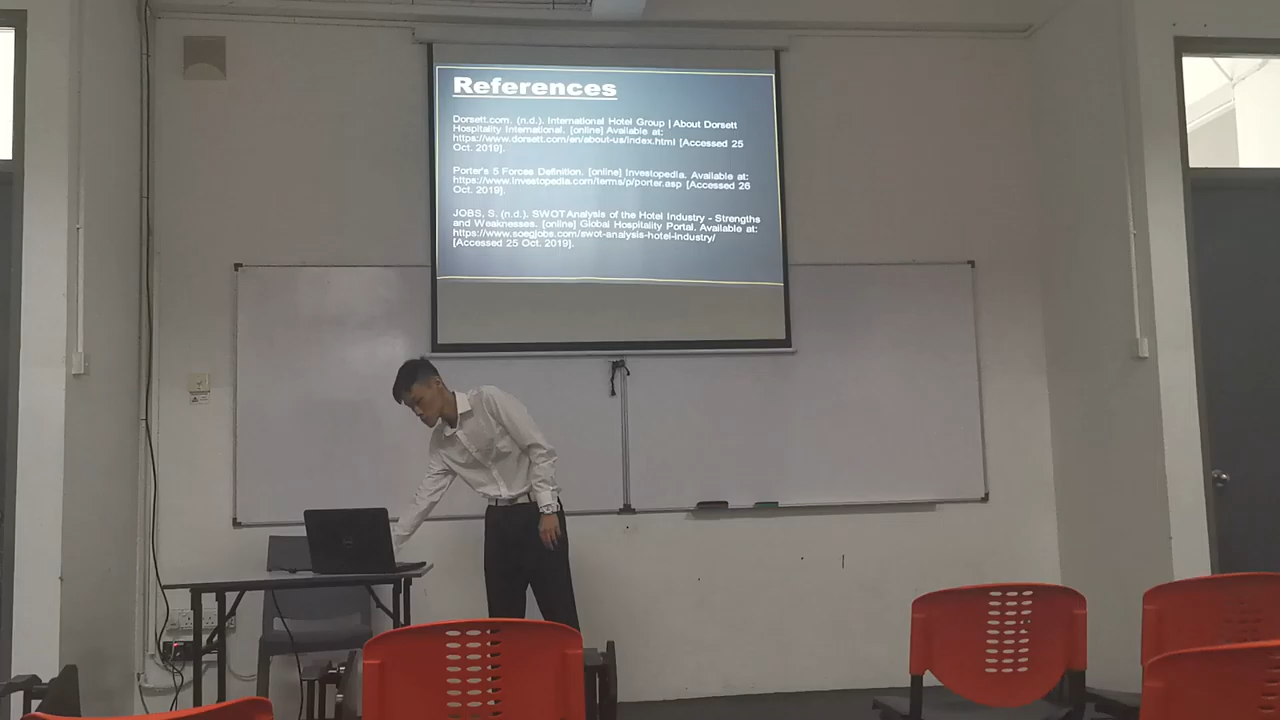 References
Dorsett.com. (n.d.). International Hotel Group | About Dorsett
Hospitality International. [online] Available at:
https://www.dorsett.com/en/about-us/index.html [Accessed 25
Oct. 2019].
Porter's 5 Forces Definition. [online] Investopedia. Available at:
https://www.investopedia.com/terms/p/porter.asp [Accessed 26
Oct. 2019].
JOBS, S. (n.d.). SWOT Analysis of the Hotel Industry - Strengths
and Weaknesses. [online] Global Hospitality Portal. Available at:
https://www.soegjobs.com/swot-analysis-hotel-industry/
[Accessed 25 Oct. 2019].